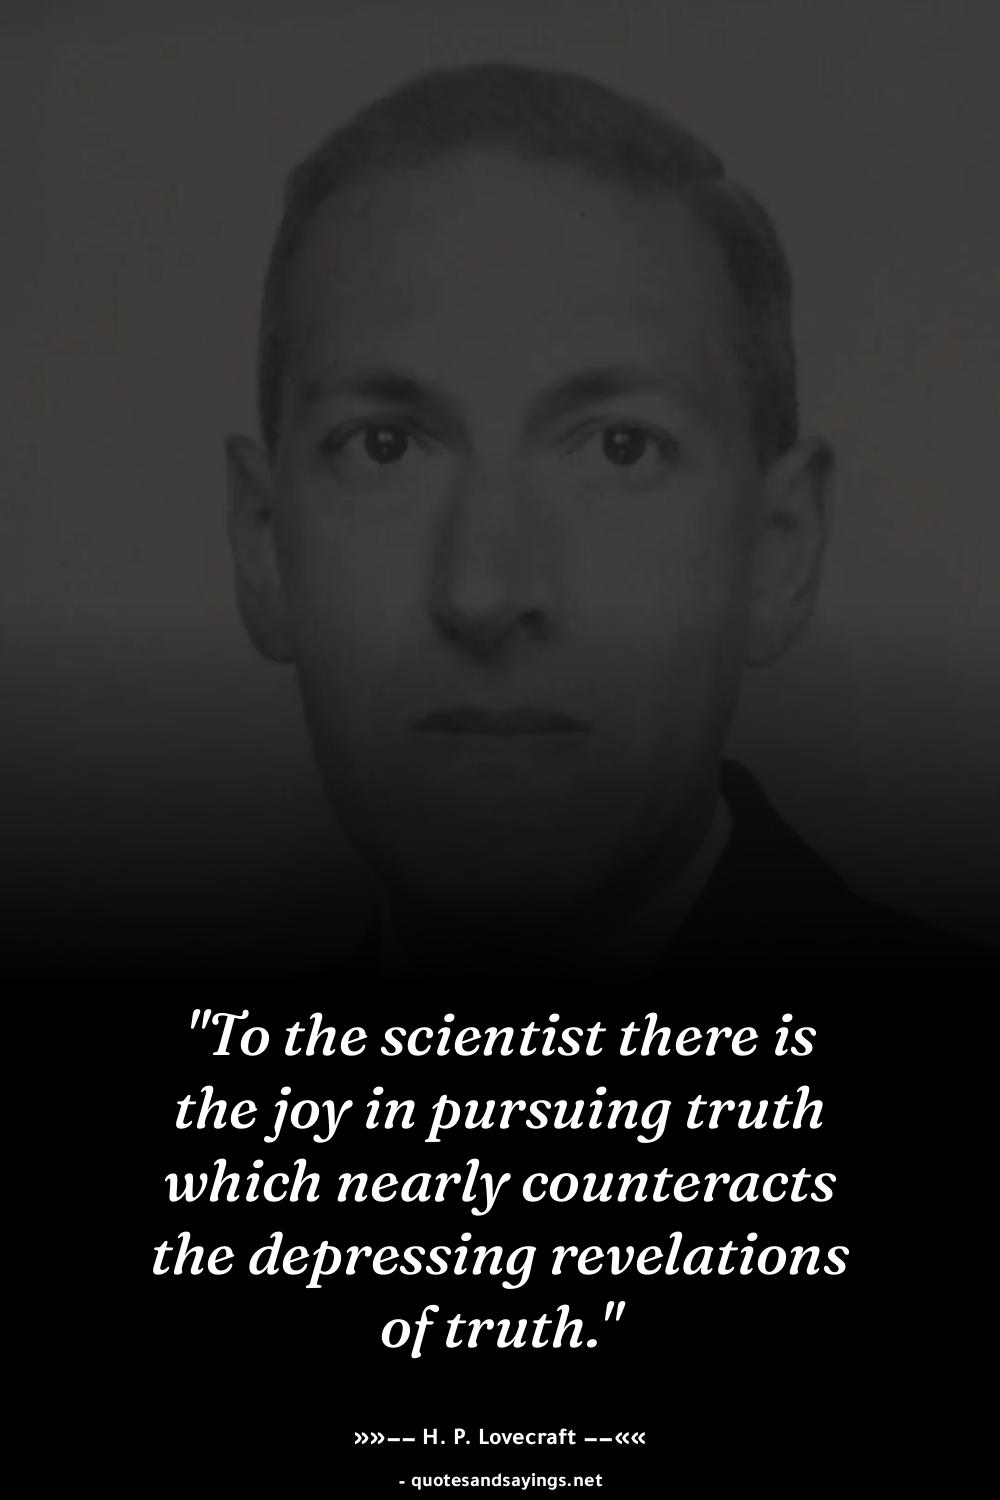 "To the scientist there is
the joy in pursuing truth
which nearly counteracts
the depressing revelations
of truth."
»»–– H. P. Lovecraft ––««
- quotesandsayings.net